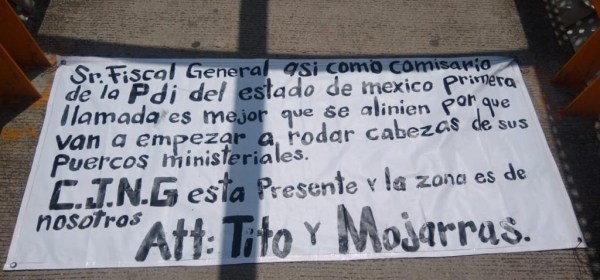 Sr. Fiscal General asi como comisario
de la Pdi del estado de mexico Primera
llamada es mejor que se alinien por que
van a empezar a rodar cabezas de sus
Puercos ministeriales.
C.J.N.G esta Presente Y la zona es de
nosotros
Att: Tito Y Mojarras.